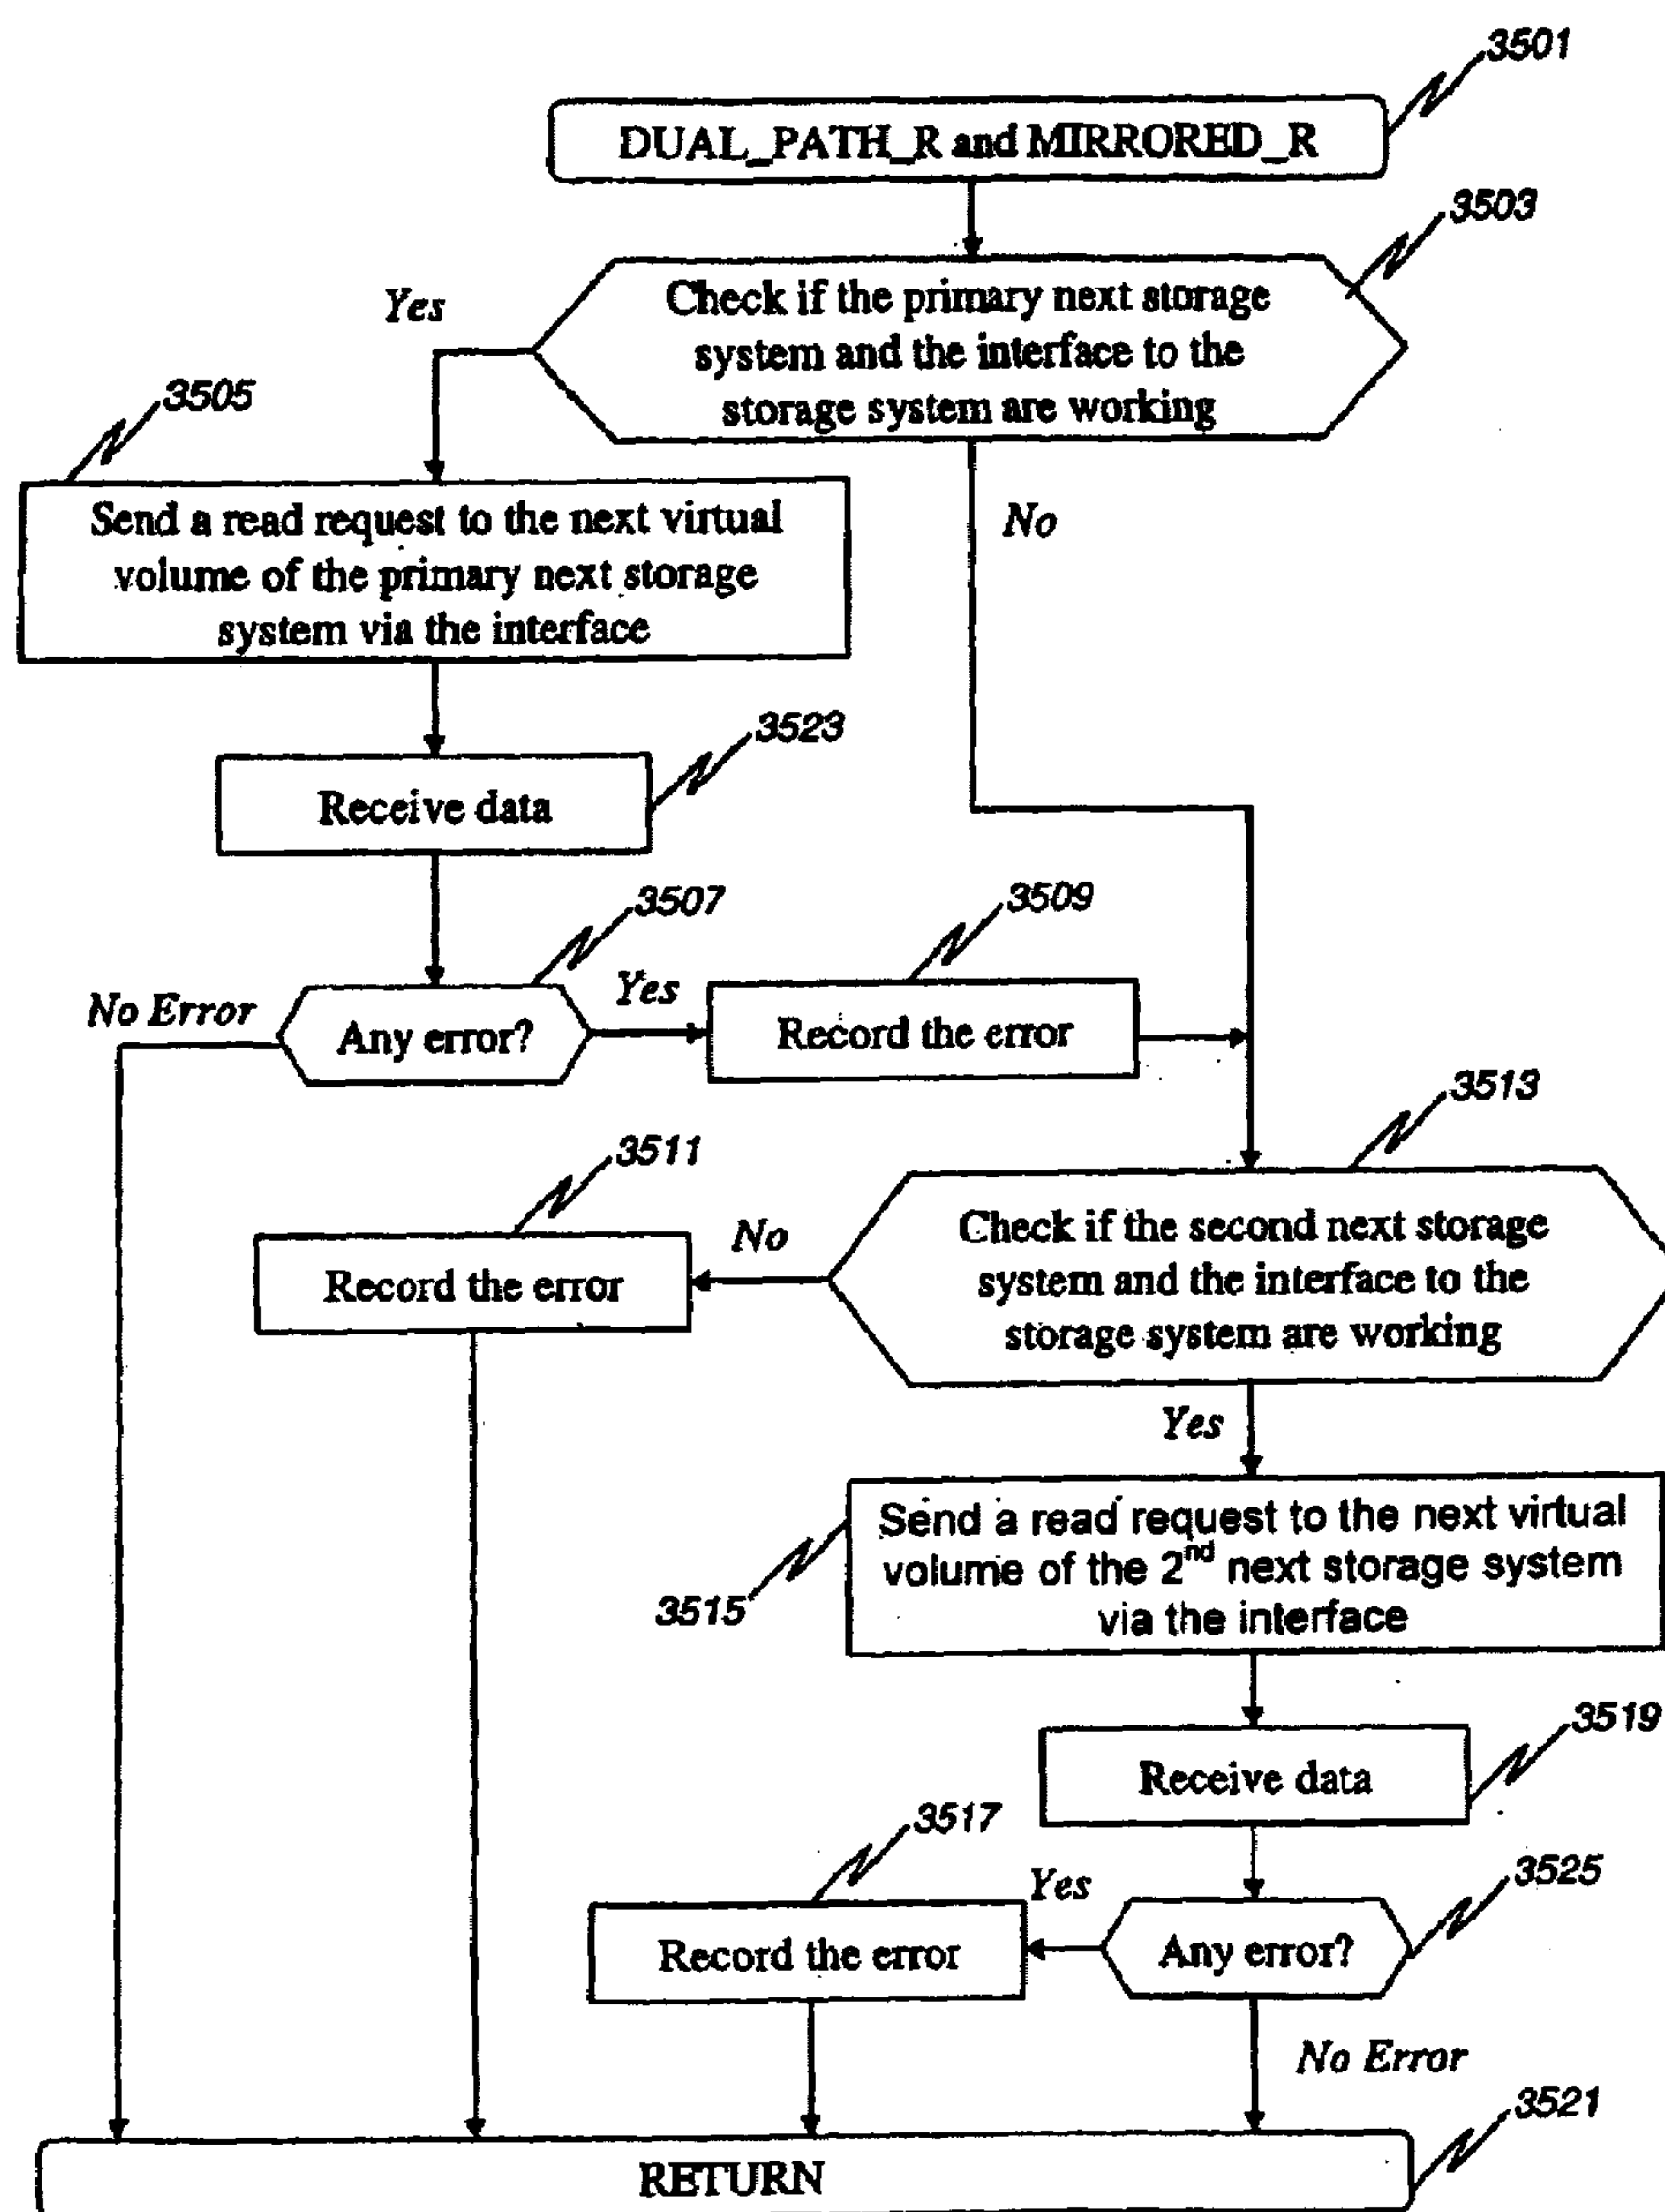 3501
DUAL_PATH_R and MIRRORED_R
3503
Check if the primary next storage
system and the interface to the
storage system are working
Yes
No
3505
Send a read request to the next virtual
volume of the primary next storage
system via the interface
3523
Receive data
3507
Any error?
No Error
Yes
3509
Record the error
3513
Check if the second next storage
system and the interface to the
storage system are working
No
3511
Record the error
Yes
3515
Send a read request to the next virtual
volume of the 2nd next storage system
via the interface
3519
Receive data
3525
Any error?
Yes
3517
Record the error
No Error
3521
RETURN